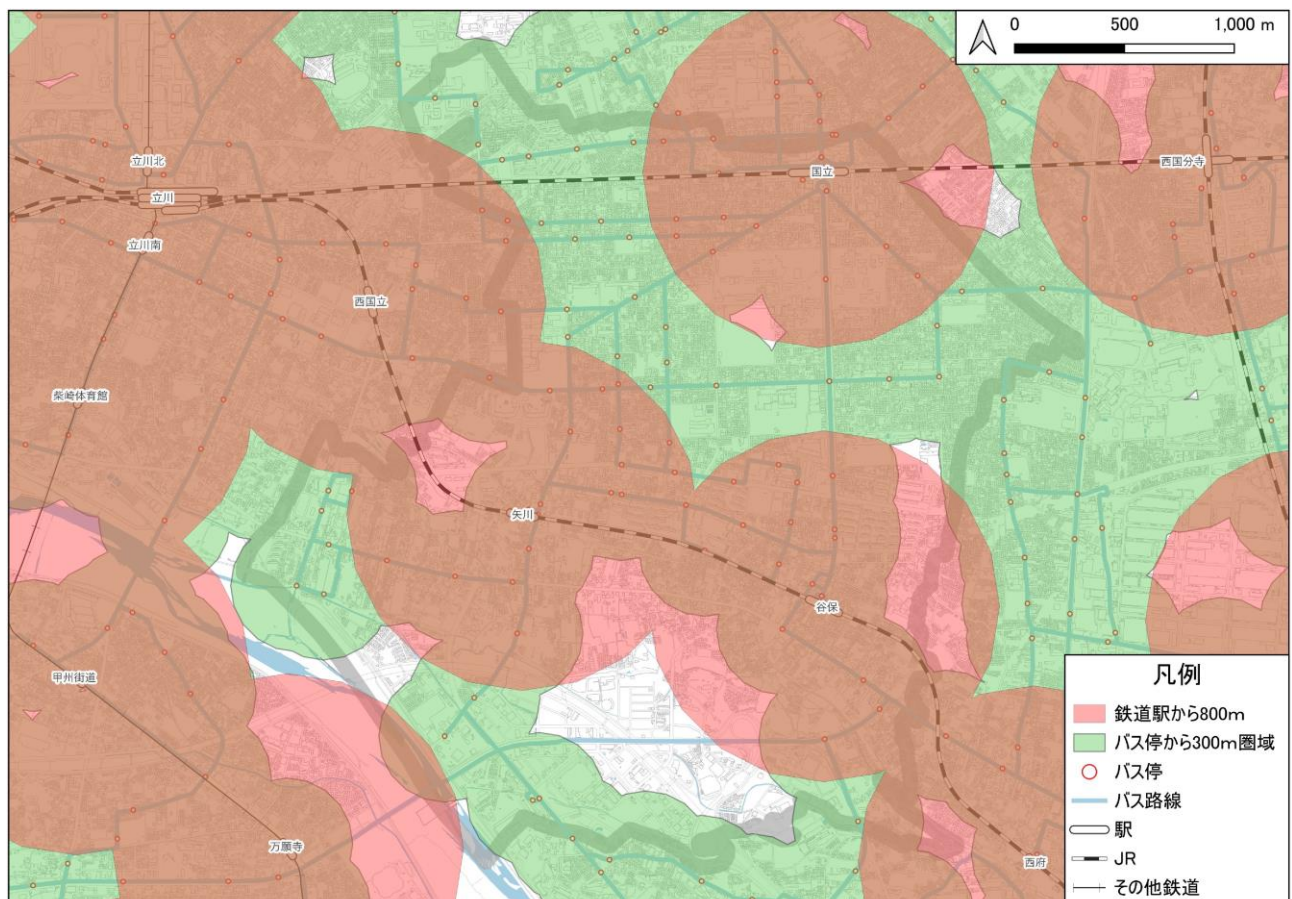 0 500 1,000 m
立川北
立川
立川南
国立
西国分寺
西国立
柴崎体育館
矢川
谷保
甲州街道
万願寺
西府
凡例
鉄道駅から800m
バス停から300m圏域
バス停
バス路線
駅
JR
その他鉄道